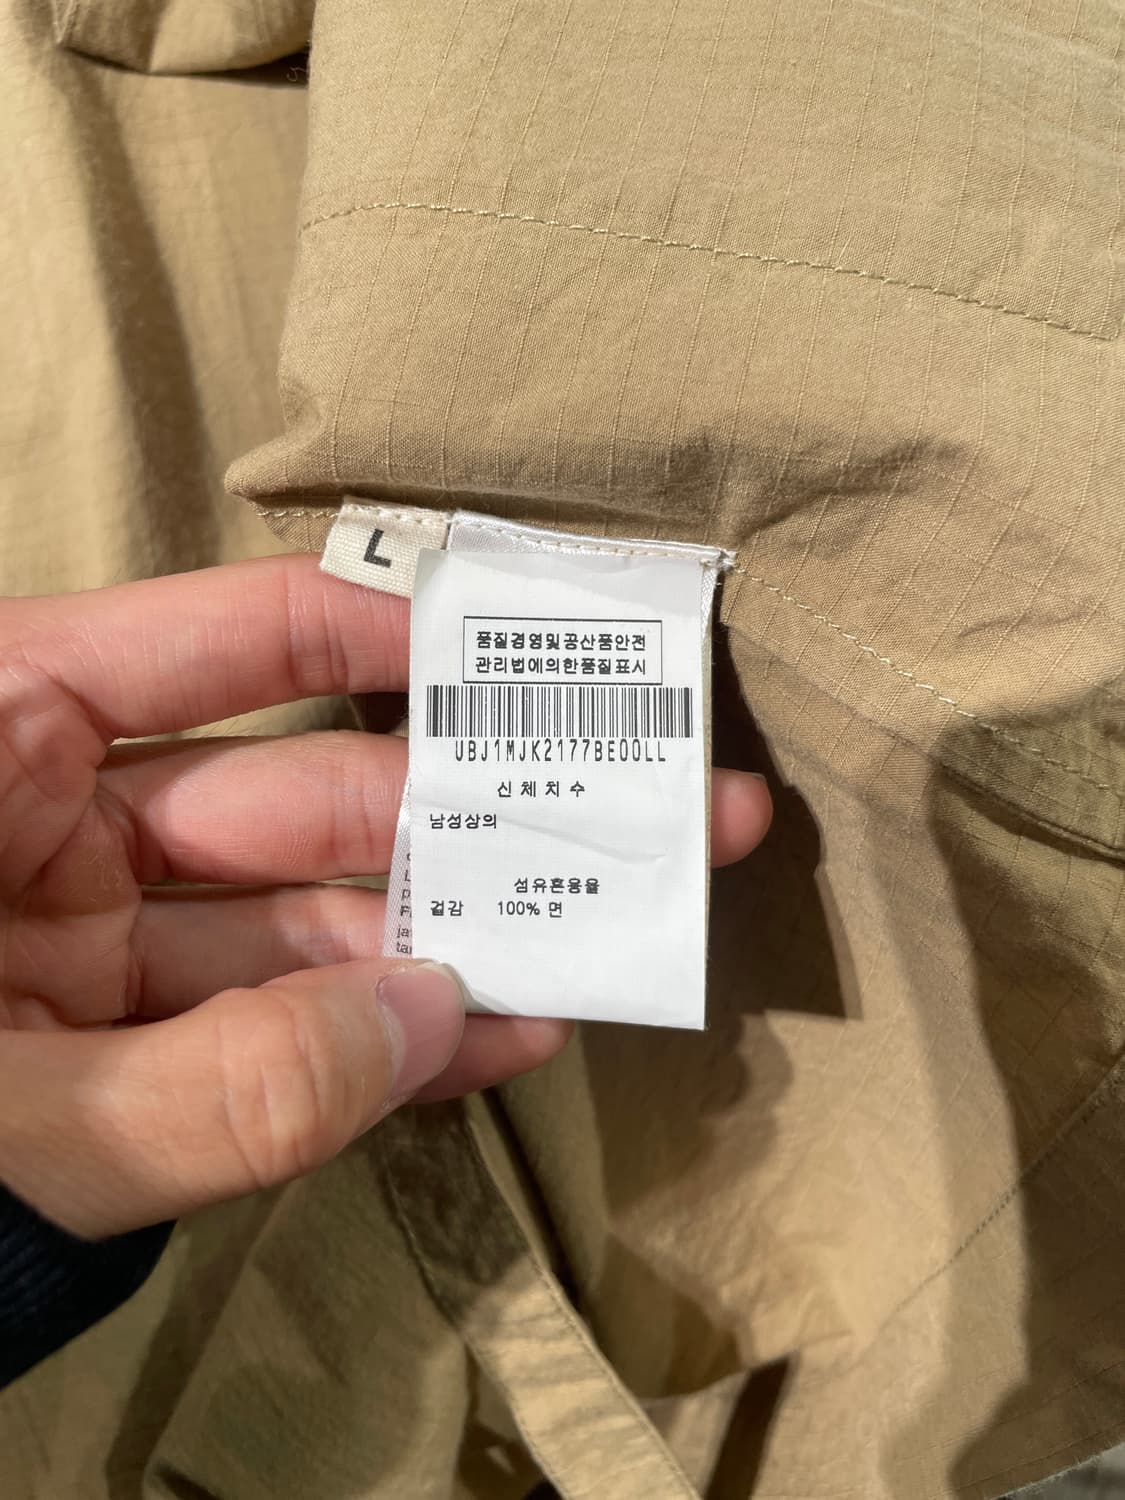 L
품질경영및공산품안전
관리법에의한품질표시
UBJ1MJK2177BE00LL
신체치수
남성상의
섬유혼용율
겉감 100% 면